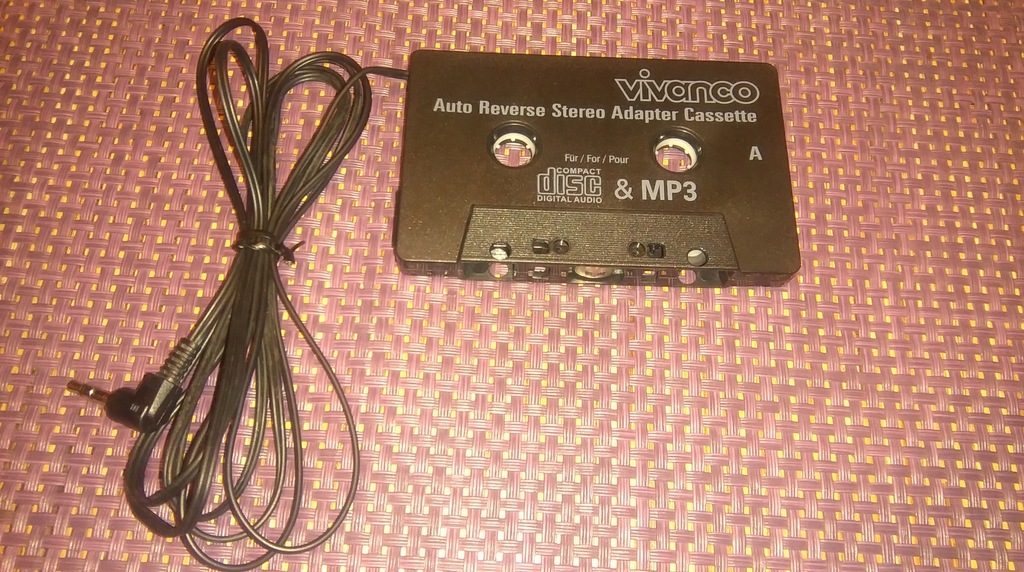 vivanco
Auto Reverse Stereo Adapter Cassette
A
Für / For / Pour
COMPACT
disc
DIGITAL AUDIO
& MP3